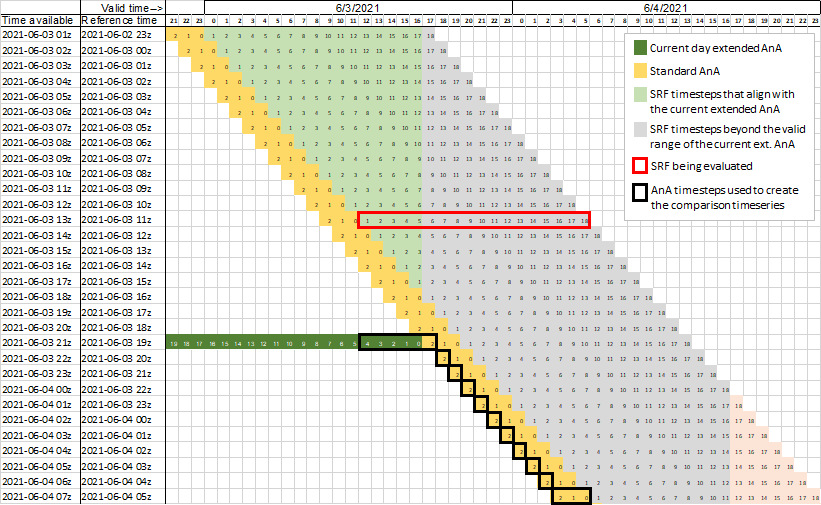 Valid time--> 6/3/2021 6/4/2021
Time available Reference time 21 22 23 0 1 2 3 4 5 6 7 8 9 10 11 12 13 14 15 16 17 18 19 20 21 22 23 0 1 2 3 4 5 6 7 8 9 10 11 12 13 14 15 16 17 18 19 20 21 22 23
2021-06-03 01z 2021-06-02 23z 2 1 0 1 2 3 4 5 6 7 8 9 10 11 12 13 14 15 16 17 18
2021-06-03 02z 2021-06-03 00z 2 1 0 1 2 3 4 5 6 7 8 9 10 11 12 13 14 15 16 17 18
2021-06-03 03z 2021-06-03 01z 2 1 0 1 2 3 4 5 6 7 8 9 10 11 12 13 14 15 16 17 18
2021-06-03 04z 2021-06-03 02z 2 1 0 1 2 3 4 5 6 7 8 9 10 11 12 13 14 15 16 17 18
2021-06-03 05z 2021-06-03 03z 2 1 0 1 2 3 4 5 6 7 8 9 10 11 12 13 14 15 16 17 18
2021-06-03 06z 2021-06-03 04z 2 1 0 1 2 3 4 5 6 7 8 9 10 11 12 13 14 15 16 17 18
2021-06-03 07z 2021-06-03 05z 2 1 0 1 2 3 4 5 6 7 8 9 10 11 12 13 14 15 16 17 18
2021-06-03 08z 2021-06-03 06z 2 1 0 1 2 3 4 5 6 7 8 9 10 11 12 13 14 15 16 17 18
2021-06-03 09z 2021-06-03 07z 2 1 0 1 2 3 4 5 6 7 8 9 10 11 12 13 14 15 16 17 18
2021-06-03 10z 2021-06-03 08z 2 1 0 1 2 3 4 5 6 7 8 9 10 11 12 13 14 15 16 17 18
2021-06-03 11z 2021-06-03 09z 2 1 0 1 2 3 4 5 6 7 8 9 10 11 12 13 14 15 16 17 18
2021-06-03 12z 2021-06-03 10z 2 1 0 1 2 3 4 5 6 7 8 9 10 11 12 13 14 15 16 17 18
2021-06-03 13z 2021-06-03 11z 2 1 0 1 2 3 4 5 6 7 8 9 10 11 12 13 14 15 16 17 18
2021-06-03 14z 2021-06-03 12z 2 1 0 1 2 3 4 5 6 7 8 9 10 11 12 13 14 15 16 17 18
2021-06-03 15z 2021-06-03 13z 2 1 0 1 2 3 4 5 6 7 8 9 10 11 12 13 14 15 16 17 18
2021-06-03 16z 2021-06-03 14z 2 1 0 1 2 3 4 5 6 7 8 9 10 11 12 13 14 15 16 17 18
2021-06-03 17z 2021-06-03 15z 2 1 0 1 2 3 4 5 6 7 8 9 10 11 12 13 14 15 16 17 18
2021-06-03 18z 2021-06-03 16z 2 1 0 1 2 3 4 5 6 7 8 9 10 11 12 13 14 15 16 17 18
2021-06-03 19z 2021-06-03 17z 2 1 0 1 2 3 4 5 6 7 8 9 10 11 12 13 14 15 16 17 18
2021-06-03 20z 2021-06-03 18z 2 1 0 1 2 3 4 5 6 7 8 9 10 11 12 13 14 15 16 17 18
2021-06-03 21z 2021-06-03 19z 19 18 17 16 15 14 13 12 11 10 9 8 7 6 5 4 3 2 1 0 2 1 0 1 2 3 4 5 6 7 8 9 10 11 12 13 14 15 16 17 18
2021-06-03 22z 2021-06-03 20z 2 1 0 1 2 3 4 5 6 7 8 9 10 11 12 13 14 15 16 17 18
2021-06-03 23z 2021-06-03 21z 2 1 0 1 2 3 4 5 6 7 8 9 10 11 12 13 14 15 16 17 18
2021-06-04 00z 2021-06-03 22z 2 1 0 1 2 3 4 5 6 7 8 9 10 11 12 13 14 15 16 17 18
2021-06-04 01z 2021-06-03 23z 2 1 0 1 2 3 4 5 6 7 8 9 10 11 12 13 14 15 16 17 18
2021-06-04 02z 2021-06-04 00z 2 1 0 1 2 3 4 5 6 7 8 9 10 11 12 13 14 15 16 17 18
2021-06-04 03z 2021-06-04 01z 2 1 0 1 2 3 4 5 6 7 8 9 10 11 12 13 14 15 16 17 18
2021-06-04 04z 2021-06-04 02z 2 1 0 1 2 3 4 5 6 7 8 9 10 11 12 13 14 15 16 17 18
2021-06-04 05z 2021-06-04 03z 2 1 0 1 2 3 4 5 6 7 8 9 10 11 12 13 14 15 16 17 18
2021-06-04 06z 2021-06-04 04z 2 1 0 1 2 3 4 5 6 7 8 9 10 11 12 13 14 15 16 17 18
2021-06-04 07z 2021-06-04 05z 2 1 0 1 2 3 4 5 6 7 8 9 10 11 12 13 14 15 16 17 18
Current day extended AnA
Standard AnA
SRF timesteps that align with
the current extended AnA
SRF timesteps beyond the valid
range of the current ext. AnA
SRF being evaluated
AnA timesteps used to create
the comparison timeseries